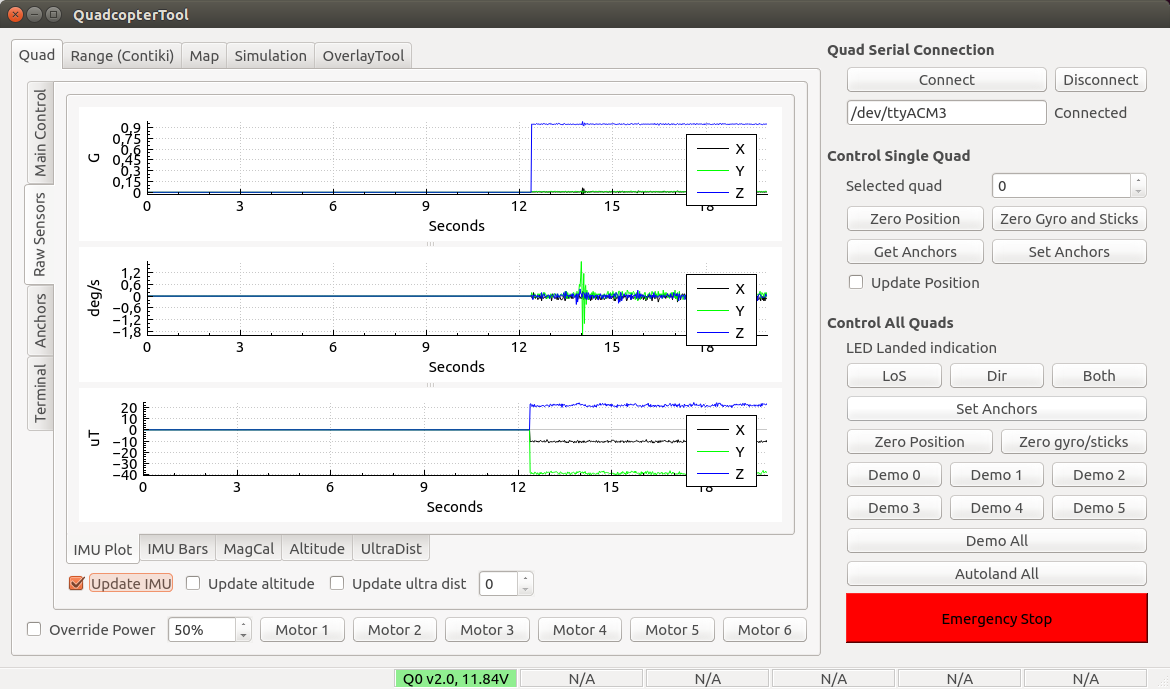 QuadcopterTool
Quad Range (Contiki) Map Simulation OverlayTool
Main Control
Raw Sensors
Anchors
Terminal
G
0,9
0,75
0,6
0,45
0,3
0,15
0
0 3 6 9 12 15 18
Seconds
X
Y
Z
deg/s
1,2
0,6
0
−0,6
−1,2
−1,8
0 3 6 9 12 15 18
Seconds
X
Y
Z
uT
20
10
0
−10
−20
−30
−40
0 3 6 9 12 15 18
Seconds
X
Y
Z
IMU Plot IMU Bars MagCal Altitude UltraDist
Update IMU Update altitude Update ultra dist 0
Override Power 50% Motor 1 Motor 2 Motor 3 Motor 4 Motor 5 Motor 6
Quad Serial Connection
Connect Disconnect
/dev/ttyACM3 Connected
Control Single Quad
Selected quad 0
Zero Position Zero Gyro and Sticks
Get Anchors Set Anchors
Update Position
Control All Quads
LED Landed indication
LoS Dir Both
Set Anchors
Zero Position Zero gyro/sticks
Demo 0 Demo 1 Demo 2
Demo 3 Demo 4 Demo 5
Demo All
Autoland All
Emergency Stop
Q0 v2.0, 11.84V N/A N/A N/A N/A N/A